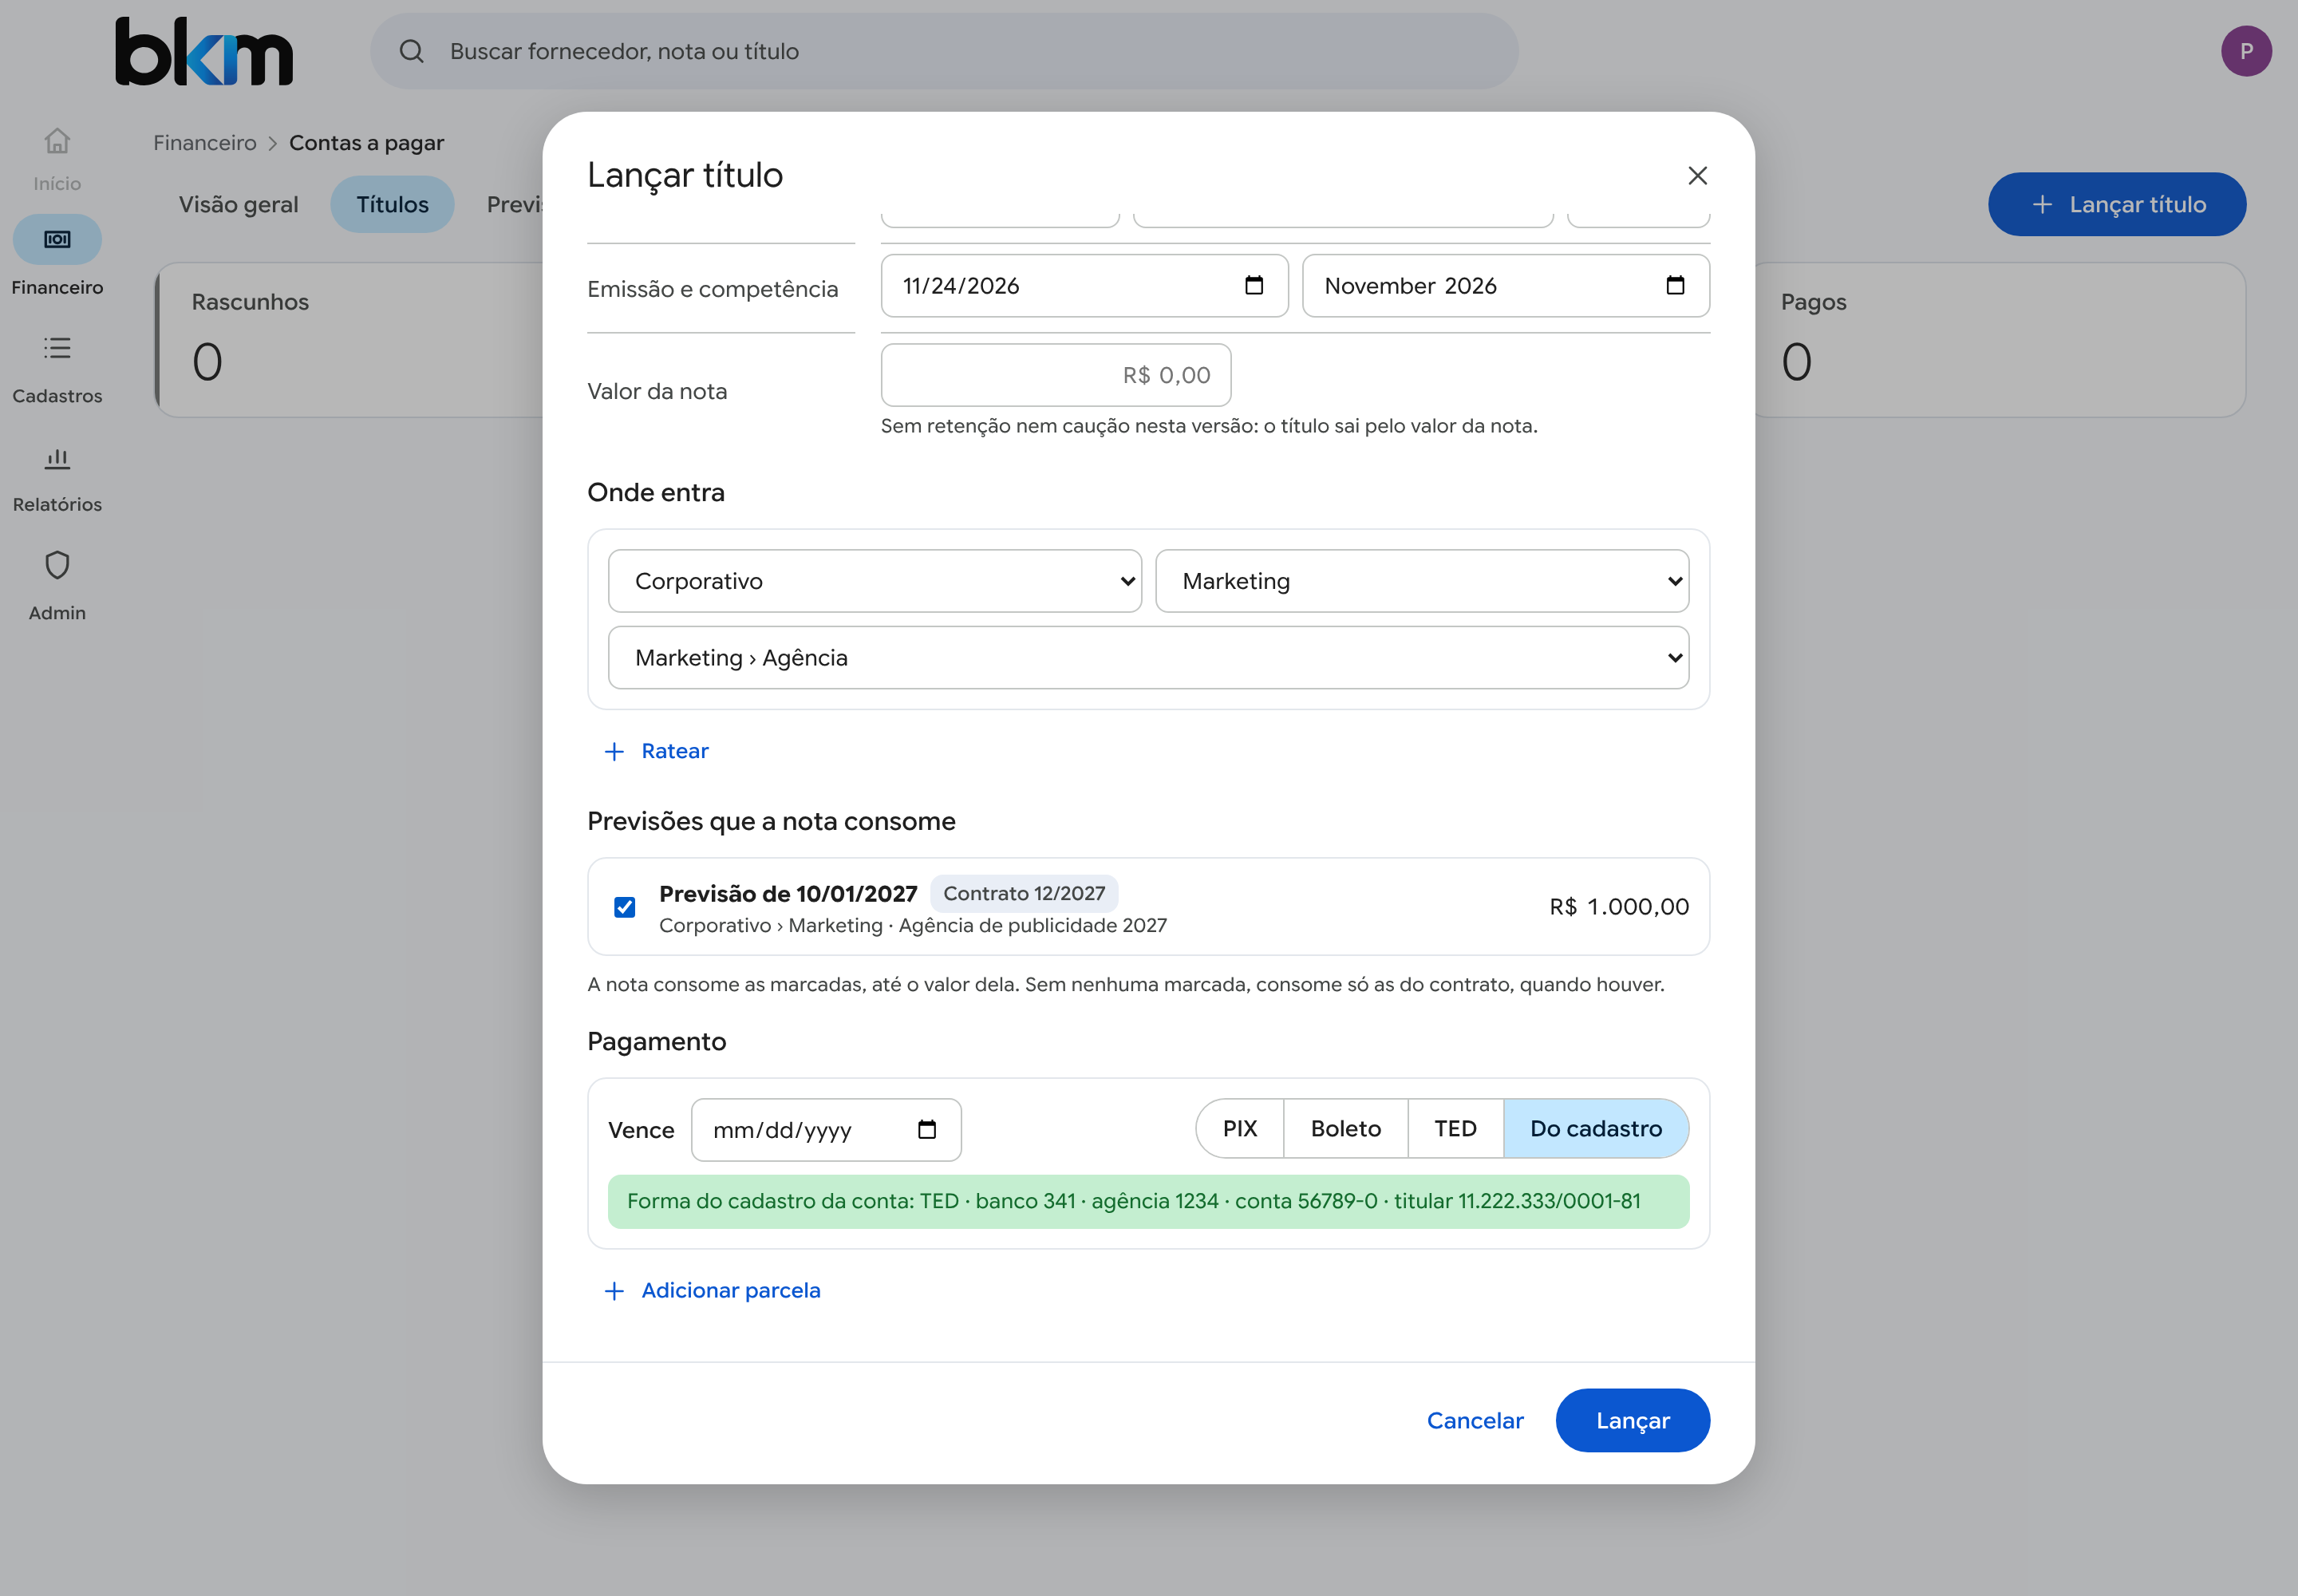 bkm
Buscar fornecedor, nota ou título
P
Início
Financeiro
Cadastros
Relatórios
Admin
Financeiro > Contas a pagar
Visão geral
Títulos
Previs
+ Lançar título
Rascunhos
0
Pagos
0
Lançar título
Emissão e competência
11/24/2026
November 2026
Valor da nota
R$ 0,00
Sem retenção nem caução nesta versão: o título sai pelo valor da nota.
Onde entra
Corporativo
Marketing
Marketing › Agência
+ Ratear
Previsões que a nota consome
Previsão de 10/01/2027 Contrato 12/2027
Corporativo › Marketing · Agência de publicidade 2027
R$ 1.000,00
A nota consome as marcadas, até o valor dela. Sem nenhuma marcada, consome só as do contrato, quando houver.
Pagamento
Vence
mm/dd/yyyy
PIX
Boleto
TED
Do cadastro
Forma do cadastro da conta: TED · banco 341 · agência 1234 · conta 56789-0 · titular 11.222.333/0001-81
+ Adicionar parcela
Cancelar
Lançar